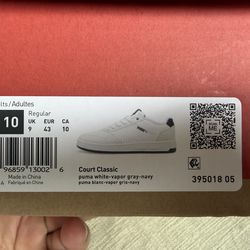 lts/Adultes
Regular
10
UK EUR CA
9 43 10
Made in China
Fabriqué en Chine
96859 13002 6
Court Classic
puma white-vapor gray-navy
puma blanc-vapor gris-navy
ME
395018 05